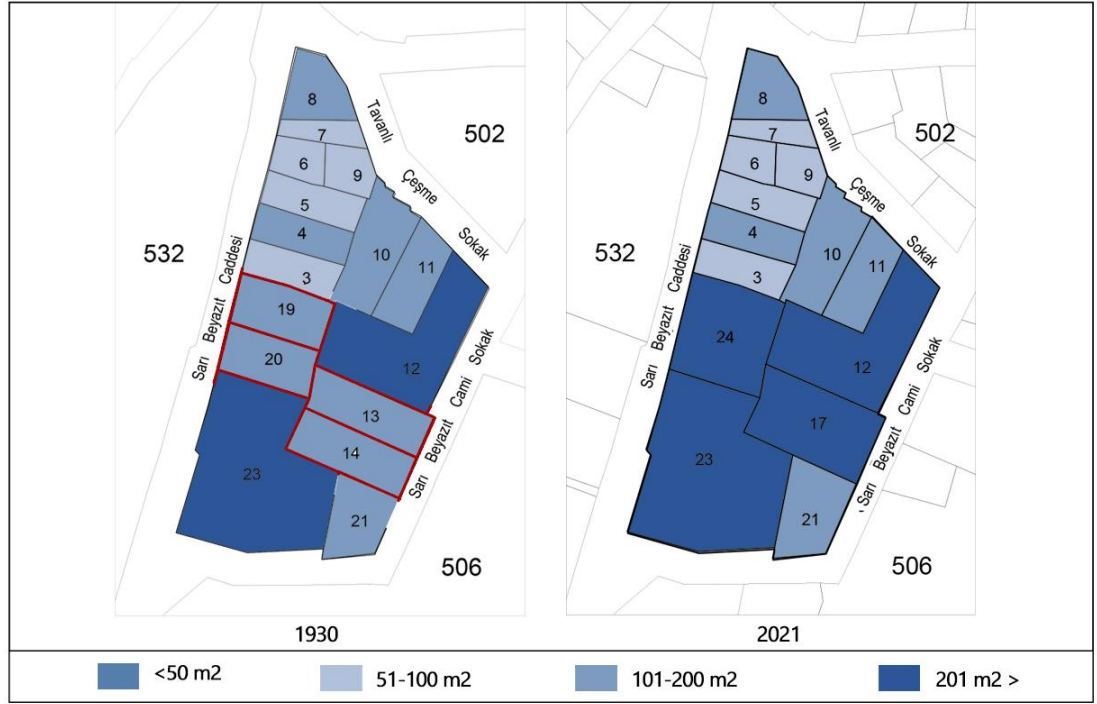 8
7
6
9
5
4
3
10
11
19
20
12
13
14
23
21
502
532
506
Tavanlı
Çeşme
Sokak
Sarı Beyazıt Caddesi
Sarı Beyazıt Cami Sokak
1930
8
7
6
9
5
4
3
10
11
24
12
17
23
21
502
532
506
Tavanlı
Çeşme
Sokak
Sarı Beyazıt Caddesi
Sarı Beyazıt Cami Sokak
2021
<50 m2
51-100 m2
101-200 m2
201 m2 >